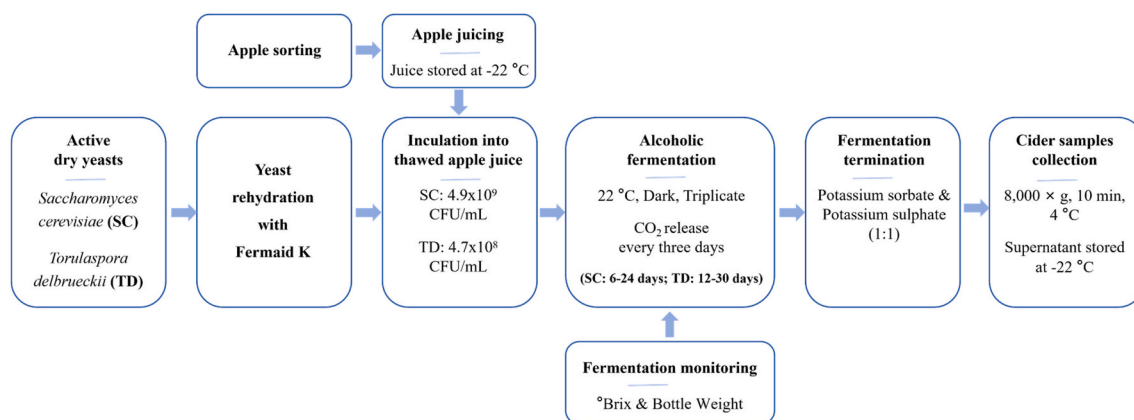 Apple sorting
Apple juicing
Juice stored at -22 °C
Active
dry yeasts
Saccharomyces
cerevisiae (SC)
Torulaspora
delbrueckii (TD)
Yeast
rehydration
with
Fermaid K
Inculation into
thawed apple juice
SC: 4.9x10⁹
CFU/mL
TD: 4.7x10⁸
CFU/mL
Alcoholic
fermentation
22 °C, Dark, Triplicate
CO₂ release
every three days
(SC: 6-24 days; TD: 12-30 days)
Fermentation
termination
Potassium sorbate &
Potassium sulphate
(1:1)
Cider samples
collection
8,000 × g, 10 min,
4 °C
Supernatant stored
at -22 °C
Fermentation monitoring
°Brix & Bottle Weight